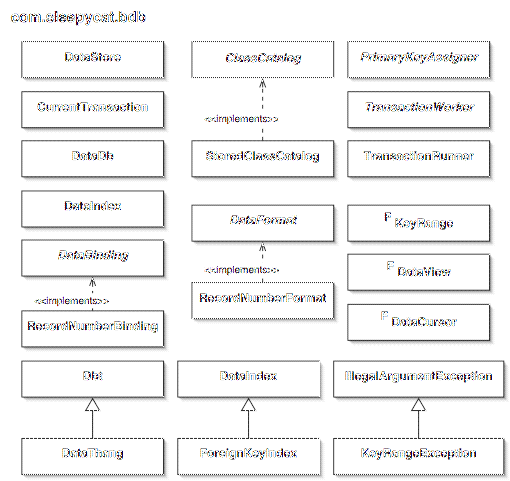 com.sleepycat.bdb
DataStore
ClassCatalog
PrimaryKeyAssigner
CurrentTransaction
<<implements>>
TransactionWorker
DataDb
StoredClassCatalog
TransactionRunner
DataIndex
DataFormat
KeyRange
DataBinding
<<implements>>
DataView
<<implements>>
RecordNumberFormat
RecordNumberBinding
DataCursor
Dbt
DataIndex
IllegalArgumentException
DataThang
ForeignKeyIndex
KeyRangeException